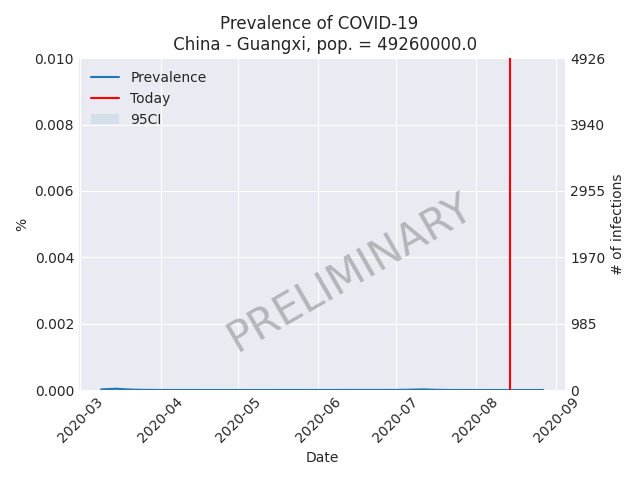 Prevalence of COVID-19
China - Guangxi, pop. = 49260000.0
Prevalence
Today
95CI
0.010
0.008
0.006
0.004
0.002
0.000
%
4926
3940
2955
1970
985
0
# of infections
PRELIMINARY
2020-03
2020-04
2020-05
2020-06
2020-07
2020-08
2020-09
Date